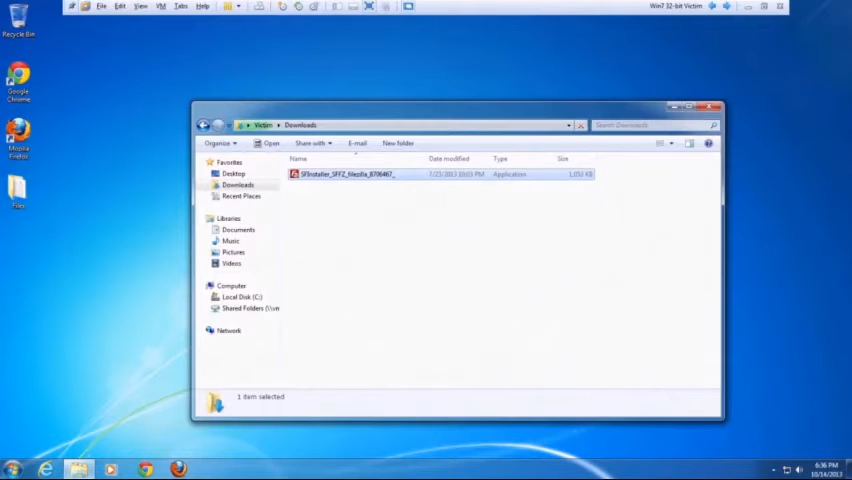 File Edit View VM Tabs Help
Win7 32-bit Victim
Recycle Bin
Google
Chrome
Mozilla
Firefox
Files
Victim Downloads
Search Downloads
Organize Open Share with E-mail New folder
Name Date modified Type Size
SFInstaller_SFFZ_filezilla_8706467_ 7/23/2013 10:03 PM Application 1,053 KB
Favorites
Desktop
Downloads
Recent Places
Libraries
Documents
Music
Pictures
Videos
Computer
Local Disk (C:)
Shared Folders (\\vn
Network
1 item selected
6:36 PM
10/14/2013